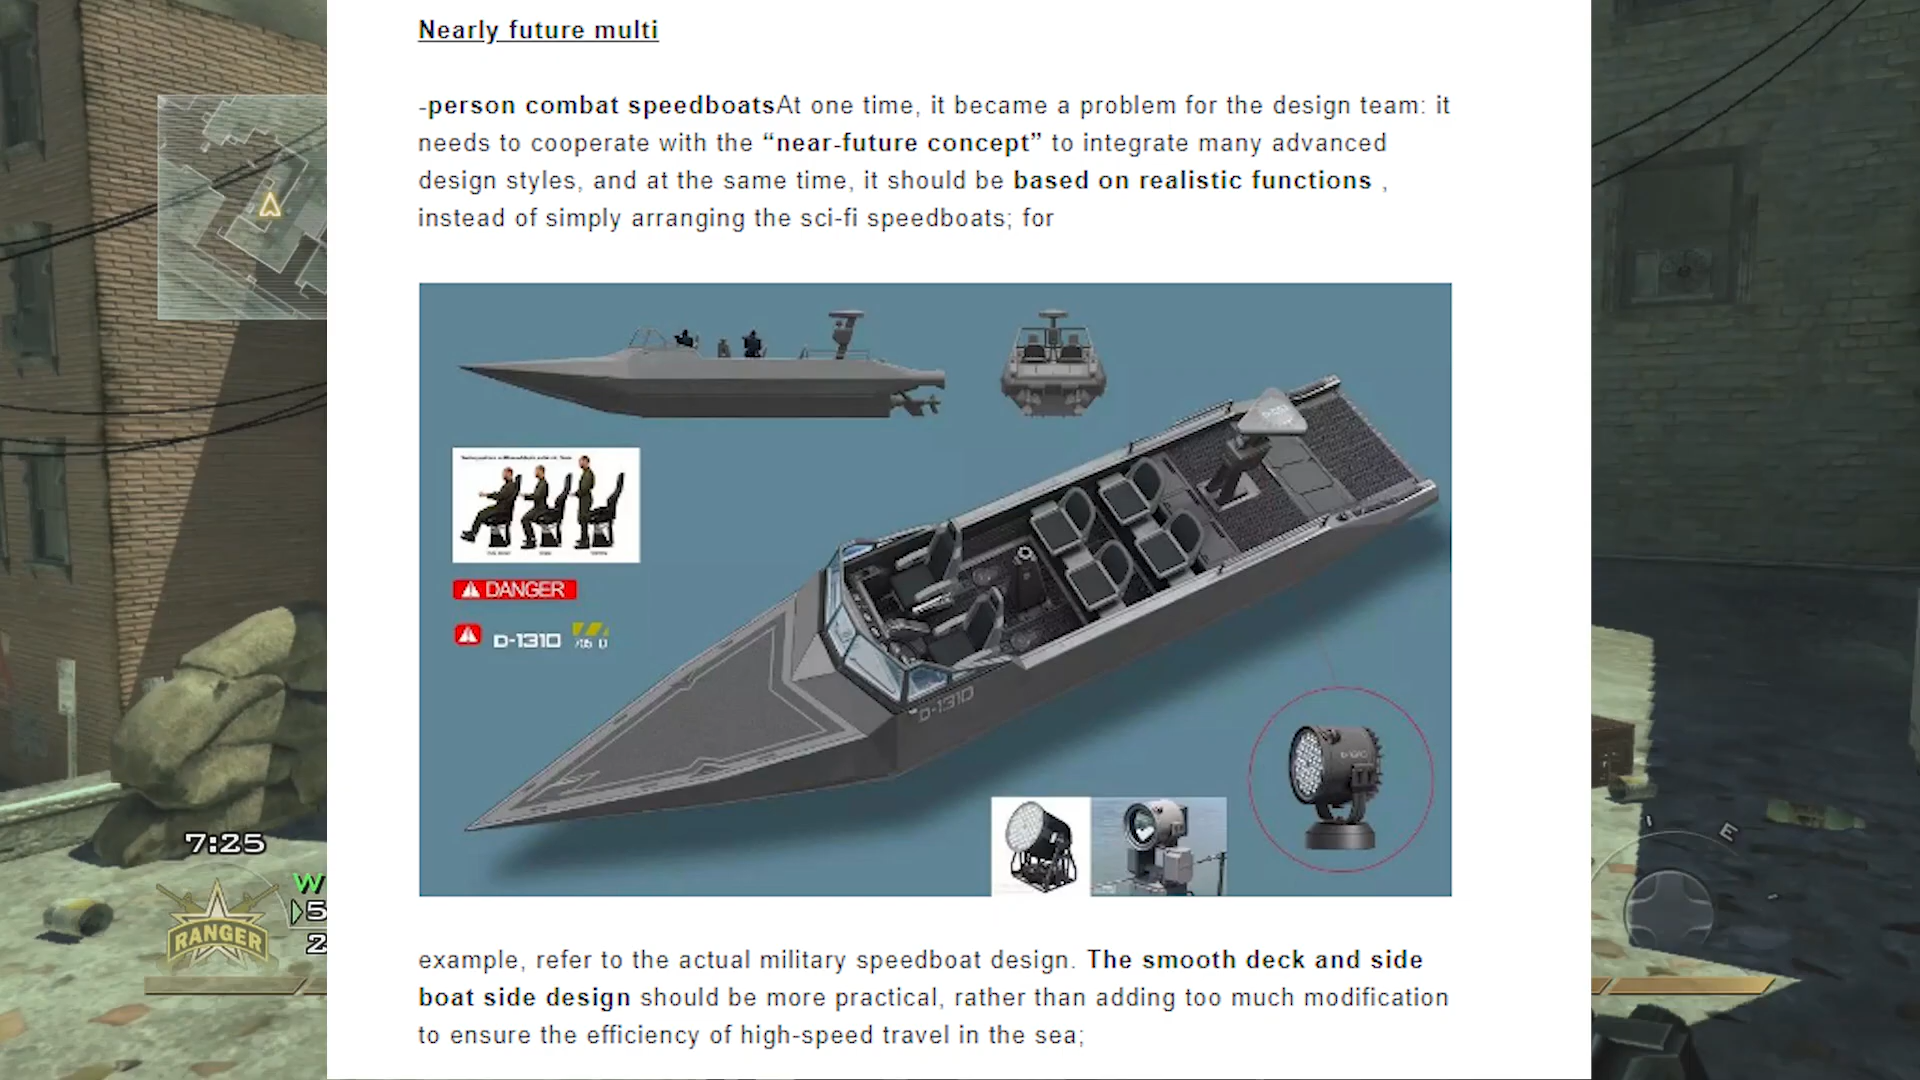 Nearly future multi
-person combat speedboatsAt one time, it became a problem for the design team: it
needs to cooperate with the “near-future concept” to integrate many advanced
design styles, and at the same time, it should be based on realistic functions ,
instead of simply arranging the sci-fi speedboats; for
DANGER
D-1310
D-1310
example, refer to the actual military speedboat design. The smooth deck and side
boat side design should be more practical, rather than adding too much modification
to ensure the efficiency of high-speed travel in the sea;
7:25
RANGER
W
5
2
E